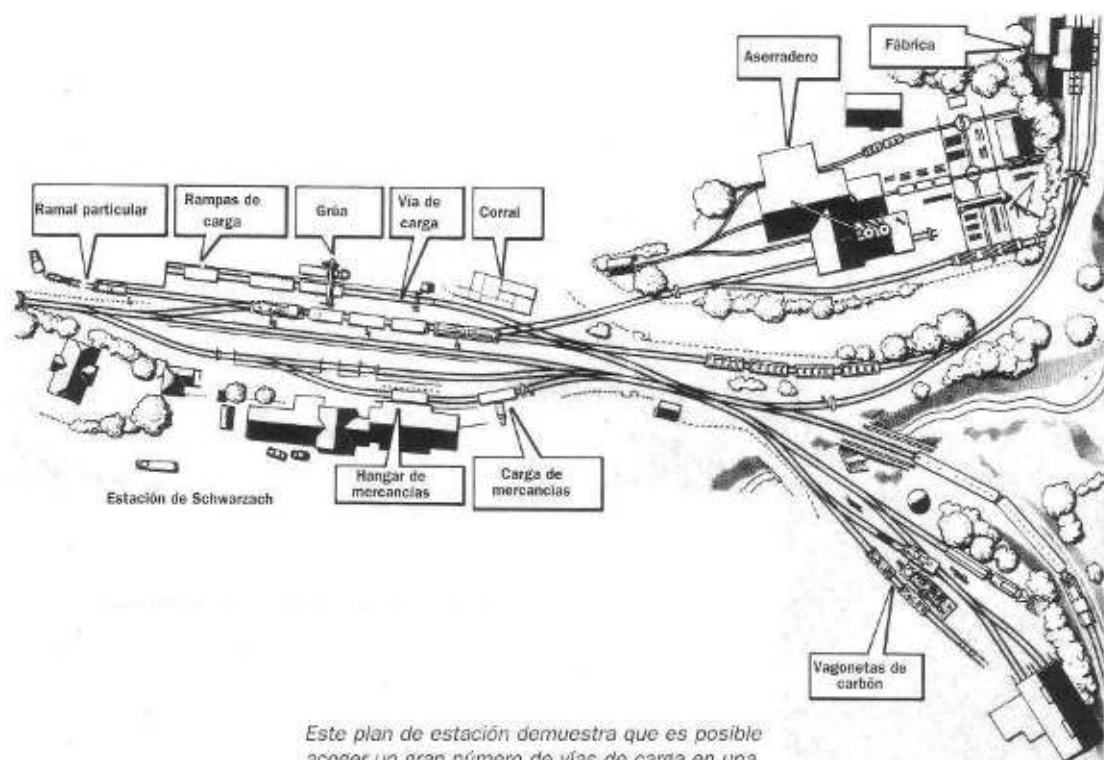 Fábrica
Aserradero
Ramal particular
Rampas de
carga
Grúa
Vía de
carga
Corral
Hangar de
mercancías
Carga de
mercancías
Estación de Schwarzach
Vagonetas de
carbón
Este plan de estación demuestra que es posible
acoger un gran número de vías de carga en una